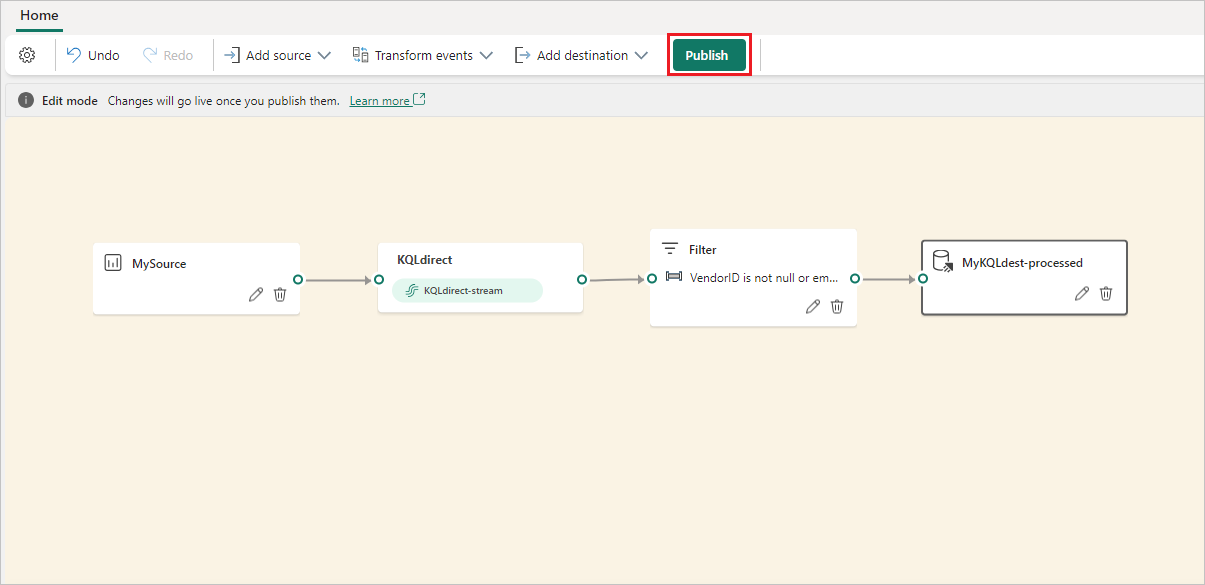 Home
Undo Redo Add source Transform events Add destination Publish
Edit mode Changes will go live once you publish them. Learn more
MySource
KQLdirect
KQLdirect-stream
Filter
VendorID is not null or em...
MyKQLdest-processed